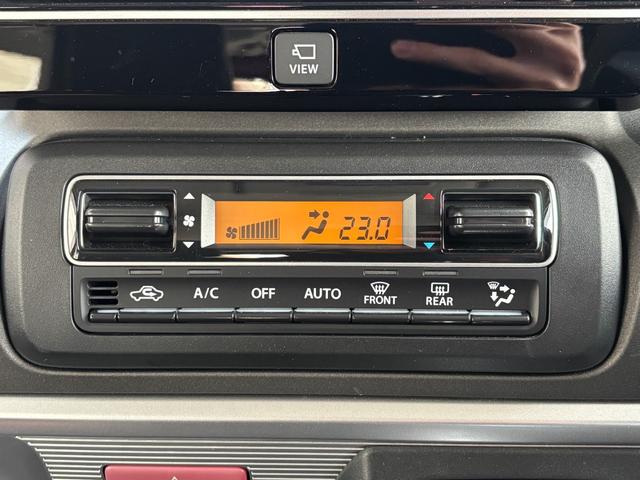 VIEW
23.0
A/C OFF AUTO FRONT REAR